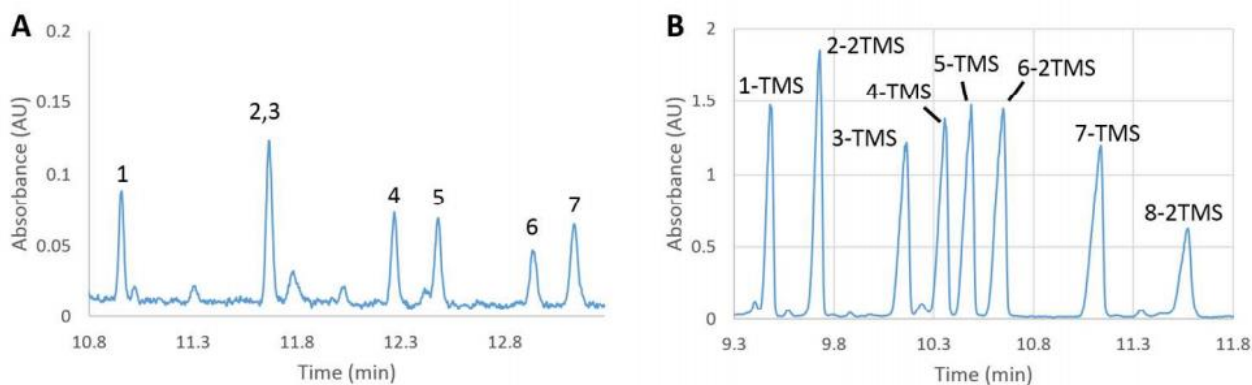 A
Absorbance (AU)
0.2
0.15
0.1
0.05
0
1
2,3
4
5
6
7
10.8 11.3 11.8 12.3 12.8
Time (min)
B
Absorbance (AU)
2
1.5
1
0.5
0
1-TMS
2-2TMS
3-TMS
4-TMS
5-TMS
6-2TMS
7-TMS
8-2TMS
9.3 9.8 10.3 10.8 11.3 11.8
Time (min)